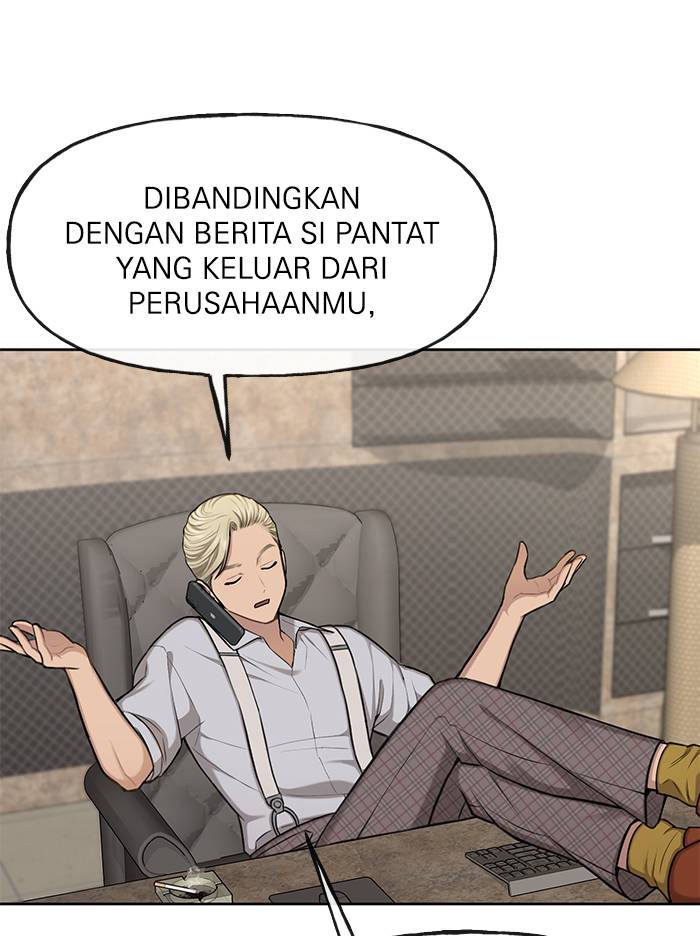 DIBANDINGKAN
DENGAN BERITA SI PANTAT
YANG KELUAR DARI
PERUSAHAANMU,